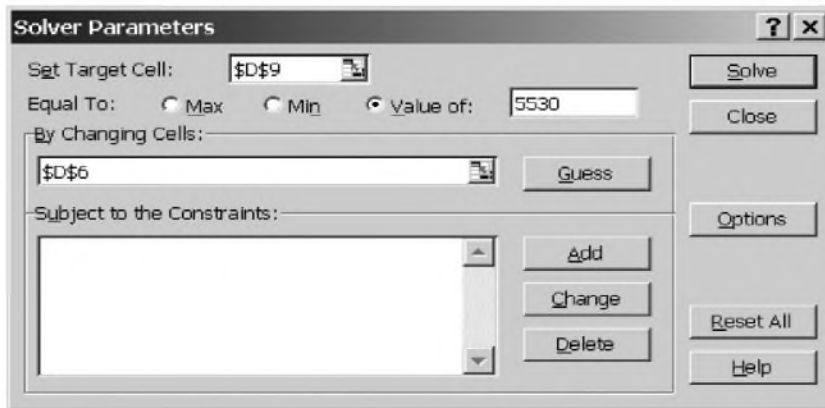 Solver Parameters ? ×
Set Target Cell: $D$9 Solve
Equal To: Max Min Value of: 5530 Close
By Changing Cells:
$D$6 Guess
Subject to the Constraints: Options
Add
Change
Reset All
Delete
Help